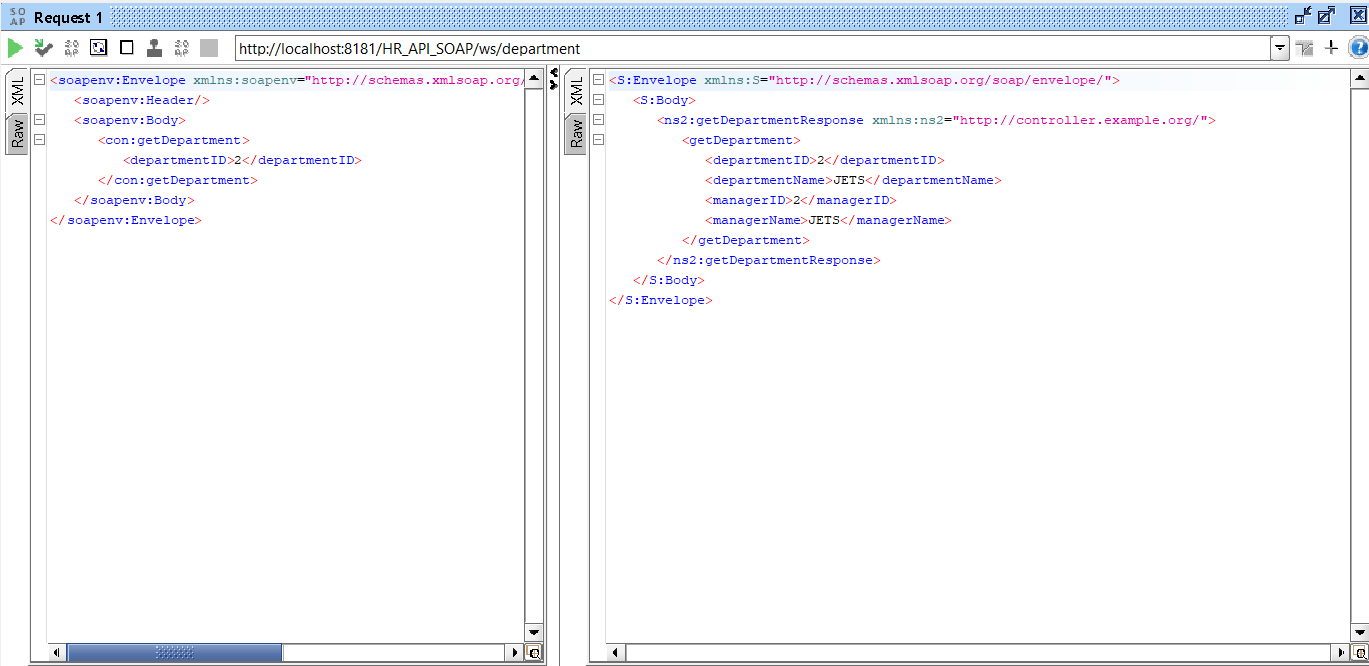 SO
AP
Request 1
http://localhost:8181/HR_API_SOAP/ws/department
XML
Raw
<soapenv:Envelope xmlns:soapenv="http://schemas.xmlsoap.org/
<soapenv:Header/>
<soapenv:Body>
<con:getDepartment>
<departmentID>2</departmentID>
</con:getDepartment>
</soapenv:Body>
</soapenv:Envelope>
XML
Raw
<S:Envelope xmlns:S="http://schemas.xmlsoap.org/soap/envelope/">
<S:Body>
<ns2:getDepartmentResponse xmlns:ns2="http://controller.example.org/">
<getDepartment>
<departmentID>2</departmentID>
<departmentName>JETS</departmentName>
<managerID>2</managerID>
<managerName>JETS</managerName>
</getDepartment>
</ns2:getDepartmentResponse>
</S:Body>
</S:Envelope>